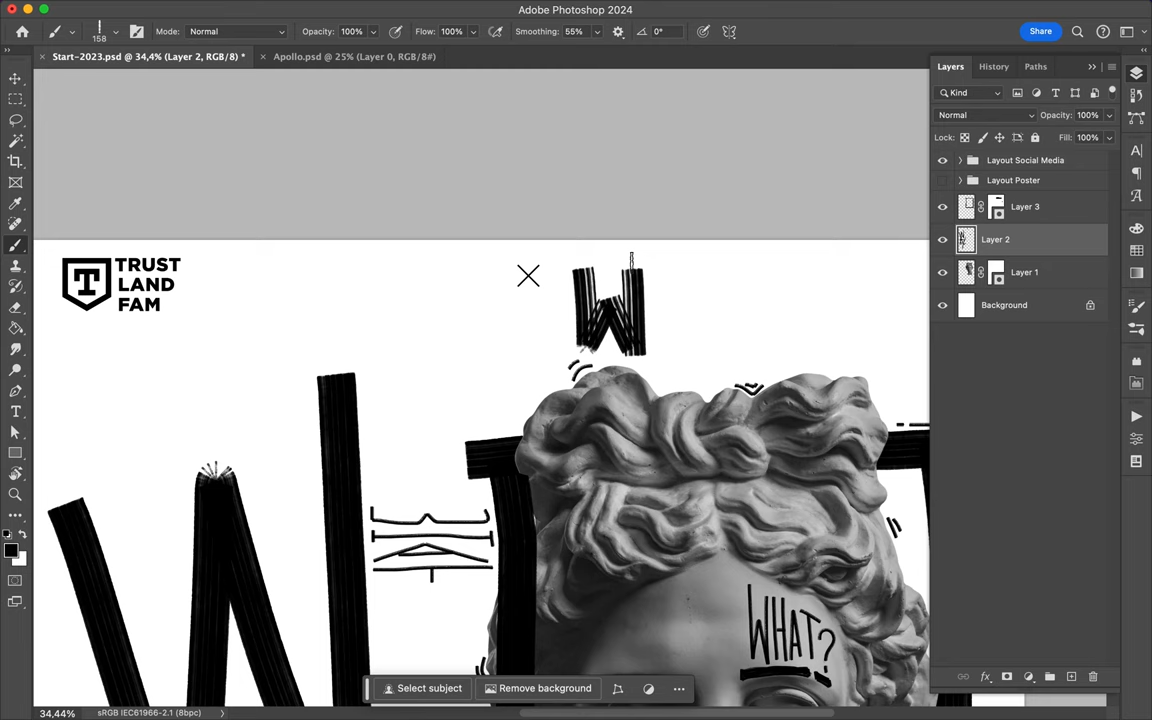 Adobe Photoshop 2024
158
Mode: Normal
Opacity: 100%
Flow: 100%
Smoothing: 55%
0°
Share
Start-2023.psd @ 34,4% (Layer 2, RGB/8) *
Apollo.psd @ 25% (Layer 0, RGB/8#)
Layers
History
Paths
Kind
Normal
Opacity: 100%
Lock:
Fill: 100%
Layout Social Media
Layout Poster
Layer 3
Layer 2
Layer 1
Background
TRUST
LAND
FAM
W
WHAT?
Select subject
Remove background
34,44%
sRGB IEC61966-2.1 (8bpc)